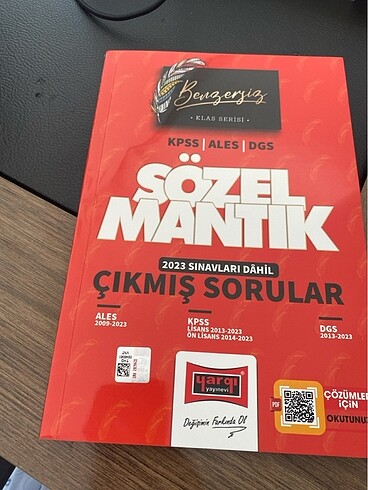 Benzersiz
• KLAS SERİSİ •
KPSS | ALES | DGS
SÖZEL
MANTIK
2023 SINAVLARI DÂHİL
ÇIKMIŞ SORULAR
ALES
2009-2023
KPSS
LİSANS 2013-2023
ÖN LİSANS 2014-2023
DGS
2013-2023
yargı
yayınevi
Değişimin Farkında Ol
PDF
ÇÖZÜMLER
İÇİN
OKUTUNUZ